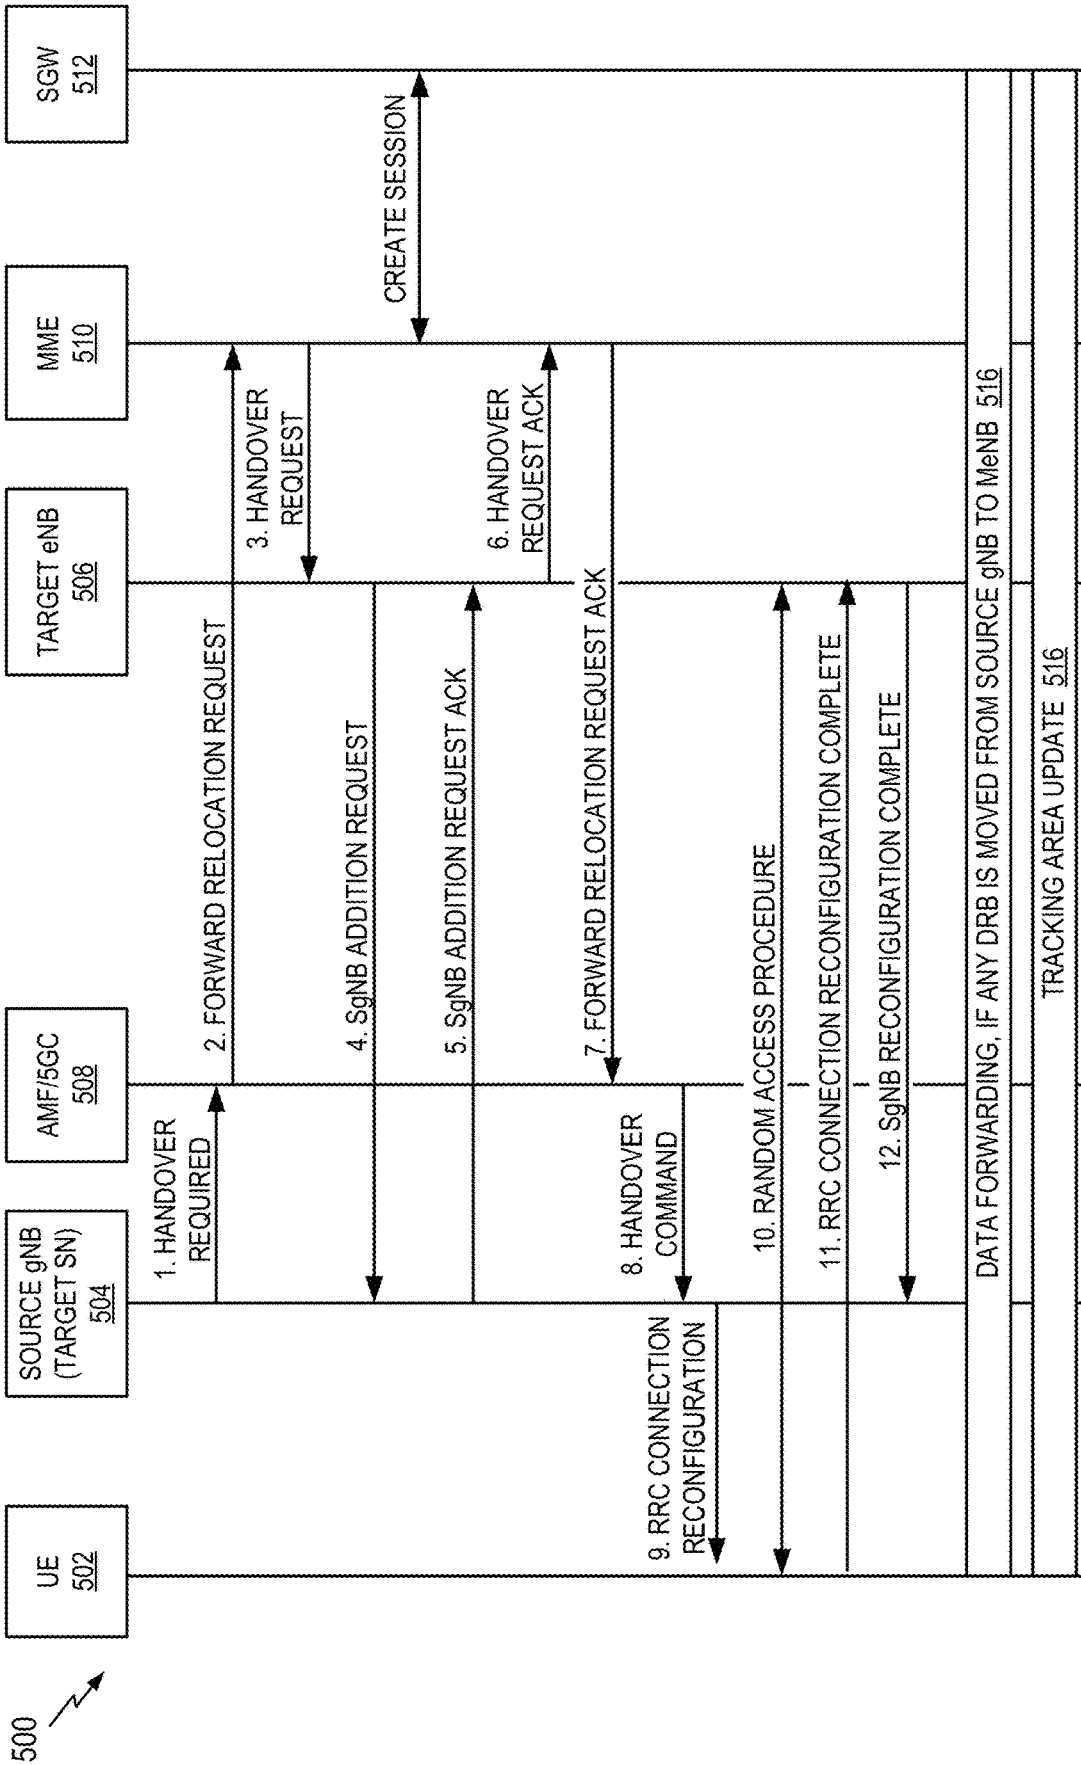 500
UE
502
SOURCE gNB
(TARGET SN)
504
AMF/5GC
508
TARGET eNB
506
MME
510
SGW
512
1. HANDOVER
REQUIRED
2. FORWARD RELOCATION REQUEST
3. HANDOVER
REQUEST
4. SgNB ADDITION REQUEST
CREATE SESSION
5. SgNB ADDITION REQUEST ACK
6. HANDOVER
REQUEST ACK
7. FORWARD RELOCATION REQUEST ACK
8. HANDOVER
COMMAND
9. RRC CONNECTION
RECONFIGURATION
10. RANDOM ACCESS PROCEDURE
11. RRC CONNECTION RECONFIGURATION COMPLETE
12. SgNB RECONFIGURATION COMPLETE
DATA FORWARDING, IF ANY DRB IS MOVED FROM SOURCE gNB TO MeNB 516
TRACKING AREA UPDATE 516